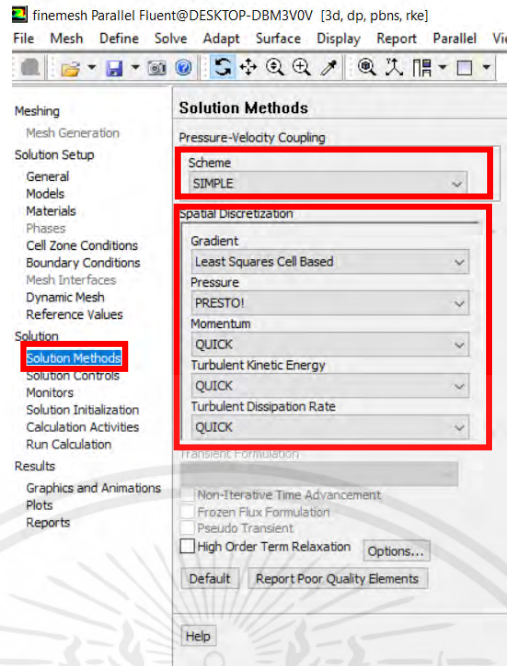 finemesh Parallel Fluent@DESKTOP-DBM3V0V [3d, dp, pbns, rke]
File Mesh Define Solve Adapt Surface Display Report Parallel
Meshing
Mesh Generation
Solution Setup
General
Models
Materials
Phases
Cell Zone Conditions
Boundary Conditions
Mesh Interfaces
Dynamic Mesh
Reference Values
Solution
Solution Methods
Solution Controls
Monitors
Solution Initialization
Calculation Activities
Run Calculation
Results
Graphics and Animations
Plots
Reports
Solution Methods
Pressure-Velocity Coupling
Scheme
SIMPLE
Spatial Discretization
Gradient
Least Squares Cell Based
Pressure
PRESTO!
Momentum
QUICK
Turbulent Kinetic Energy
QUICK
Turbulent Dissipation Rate
QUICK
Transient Formulation
Non-Iterative Time Advancement
Frozen Flux Formulation
Pseudo Transient
High Order Term Relaxation Options...
Default Report Poor Quality Elements
Help